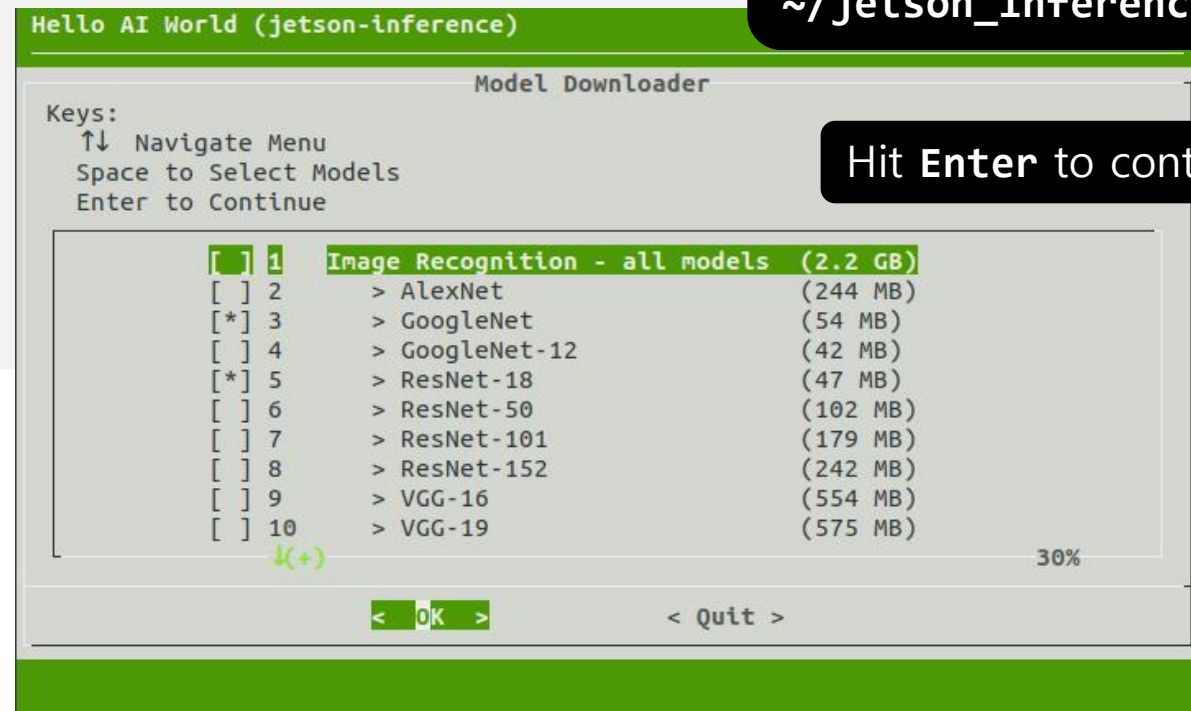 Hello AI World (jetson-inference)
~/jetson_inferenc
Model Downloader
Keys:
↑↓ Navigate Menu
Space to Select Models
Enter to Continue
Hit Enter to cont
[ ] 1 Image Recognition - all models (2.2 GB)
[ ] 2 > AlexNet (244 MB)
[*] 3 > GoogleNet (54 MB)
[ ] 4 > GoogleNet-12 (42 MB)
[*] 5 > ResNet-18 (47 MB)
[ ] 6 > ResNet-50 (102 MB)
[ ] 7 > ResNet-101 (179 MB)
[ ] 8 > ResNet-152 (242 MB)
[ ] 9 > VGG-16 (554 MB)
[ ] 10 > VGG-19 (575 MB)
↓(+) 30%
< OK > < Quit >